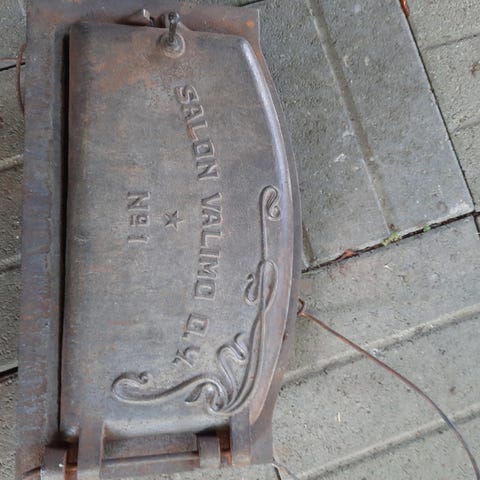 SALON VALIMO O.Y.
★
No 1